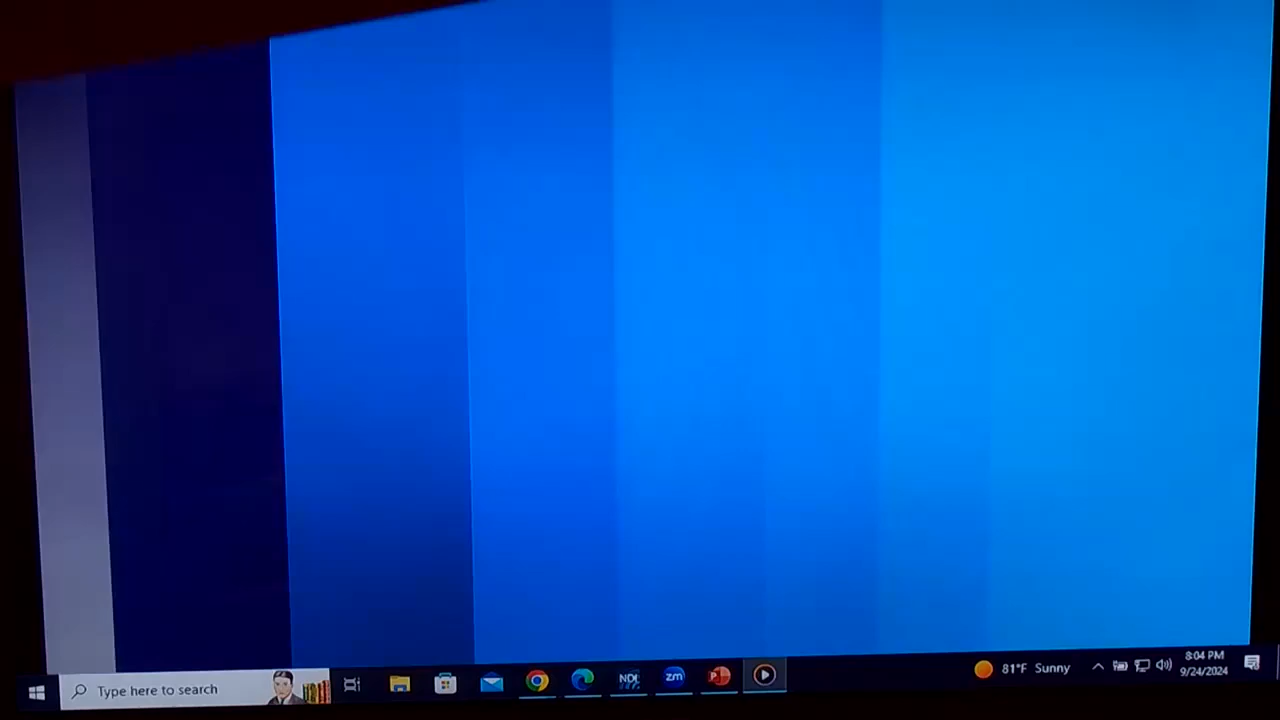 Type here to search
NDI
zm
P
81°F Sunny
8:04 PM
9/24/2024